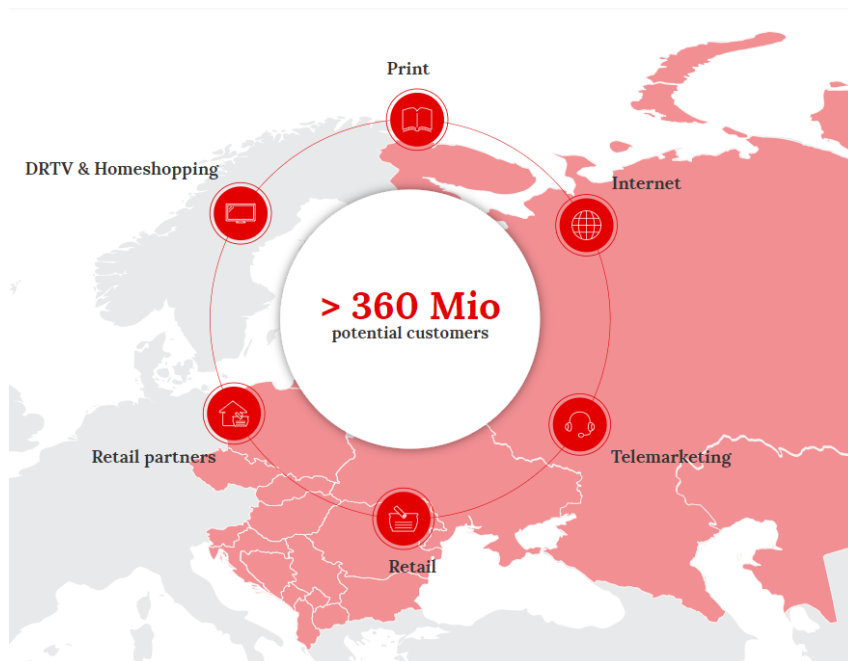 Print
DRTV & Homeshopping
Internet
> 360 Mio
potential customers
Retail partners
Telemarketing
Retail